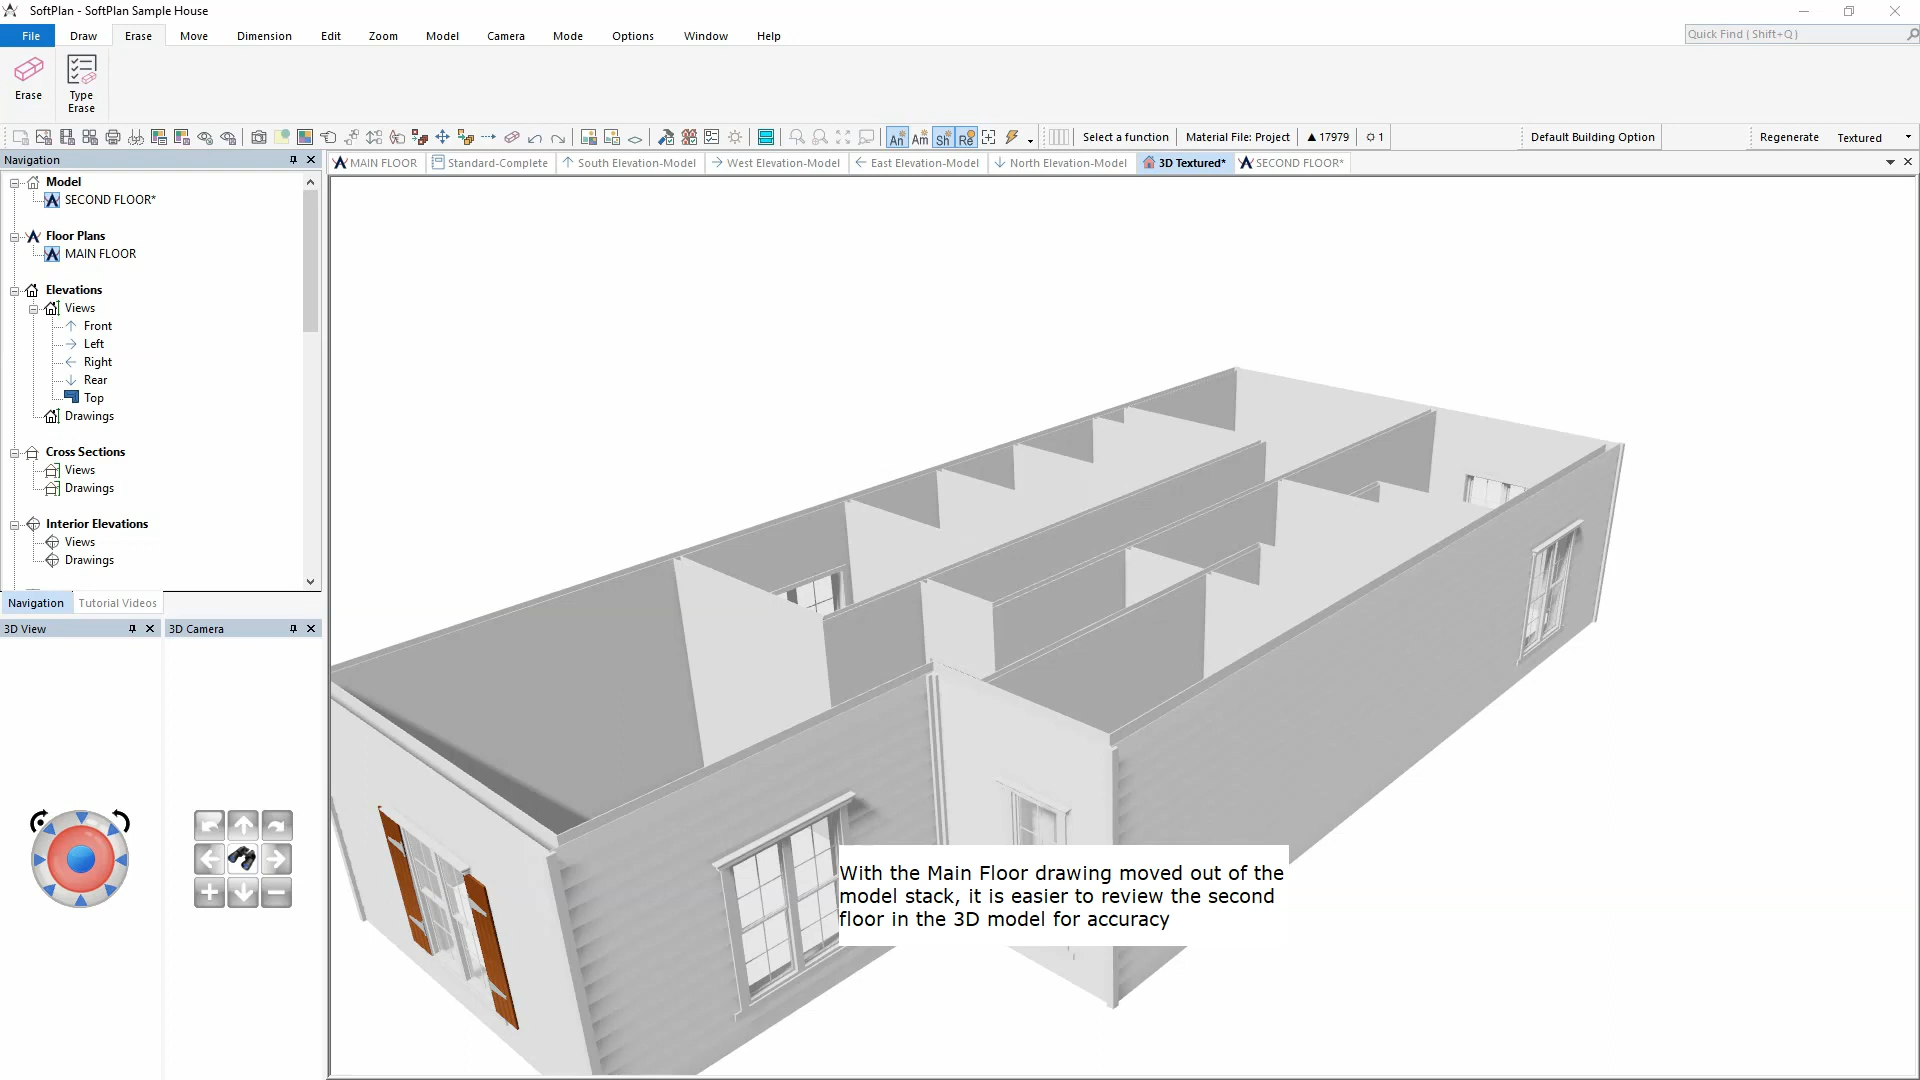 SoftPlan - SoftPlan Sample House
File Draw Erase Move Dimension Edit Zoom Model Camera Mode Options Window Help
Quick Find ( Shift+Q )
Erase
Type
Erase
An Am Sh Re
Select a function
Material File: Project
▲ 17979
1
Default Building Option
Regenerate
Textured
Navigation
MAIN FLOOR
Standard-Complete
South Elevation-Model
West Elevation-Model
East Elevation-Model
North Elevation-Model
3D Textured*
SECOND FLOOR*
Model
SECOND FLOOR*
Floor Plans
MAIN FLOOR
Elevations
Views
Front
Left
Right
Rear
Top
Drawings
Cross Sections
Views
Drawings
Interior Elevations
Views
Drawings
Navigation
Tutorial Videos
3D View
3D Camera
With the Main Floor drawing moved out of the
model stack, it is easier to review the second
floor in the 3D model for accuracy